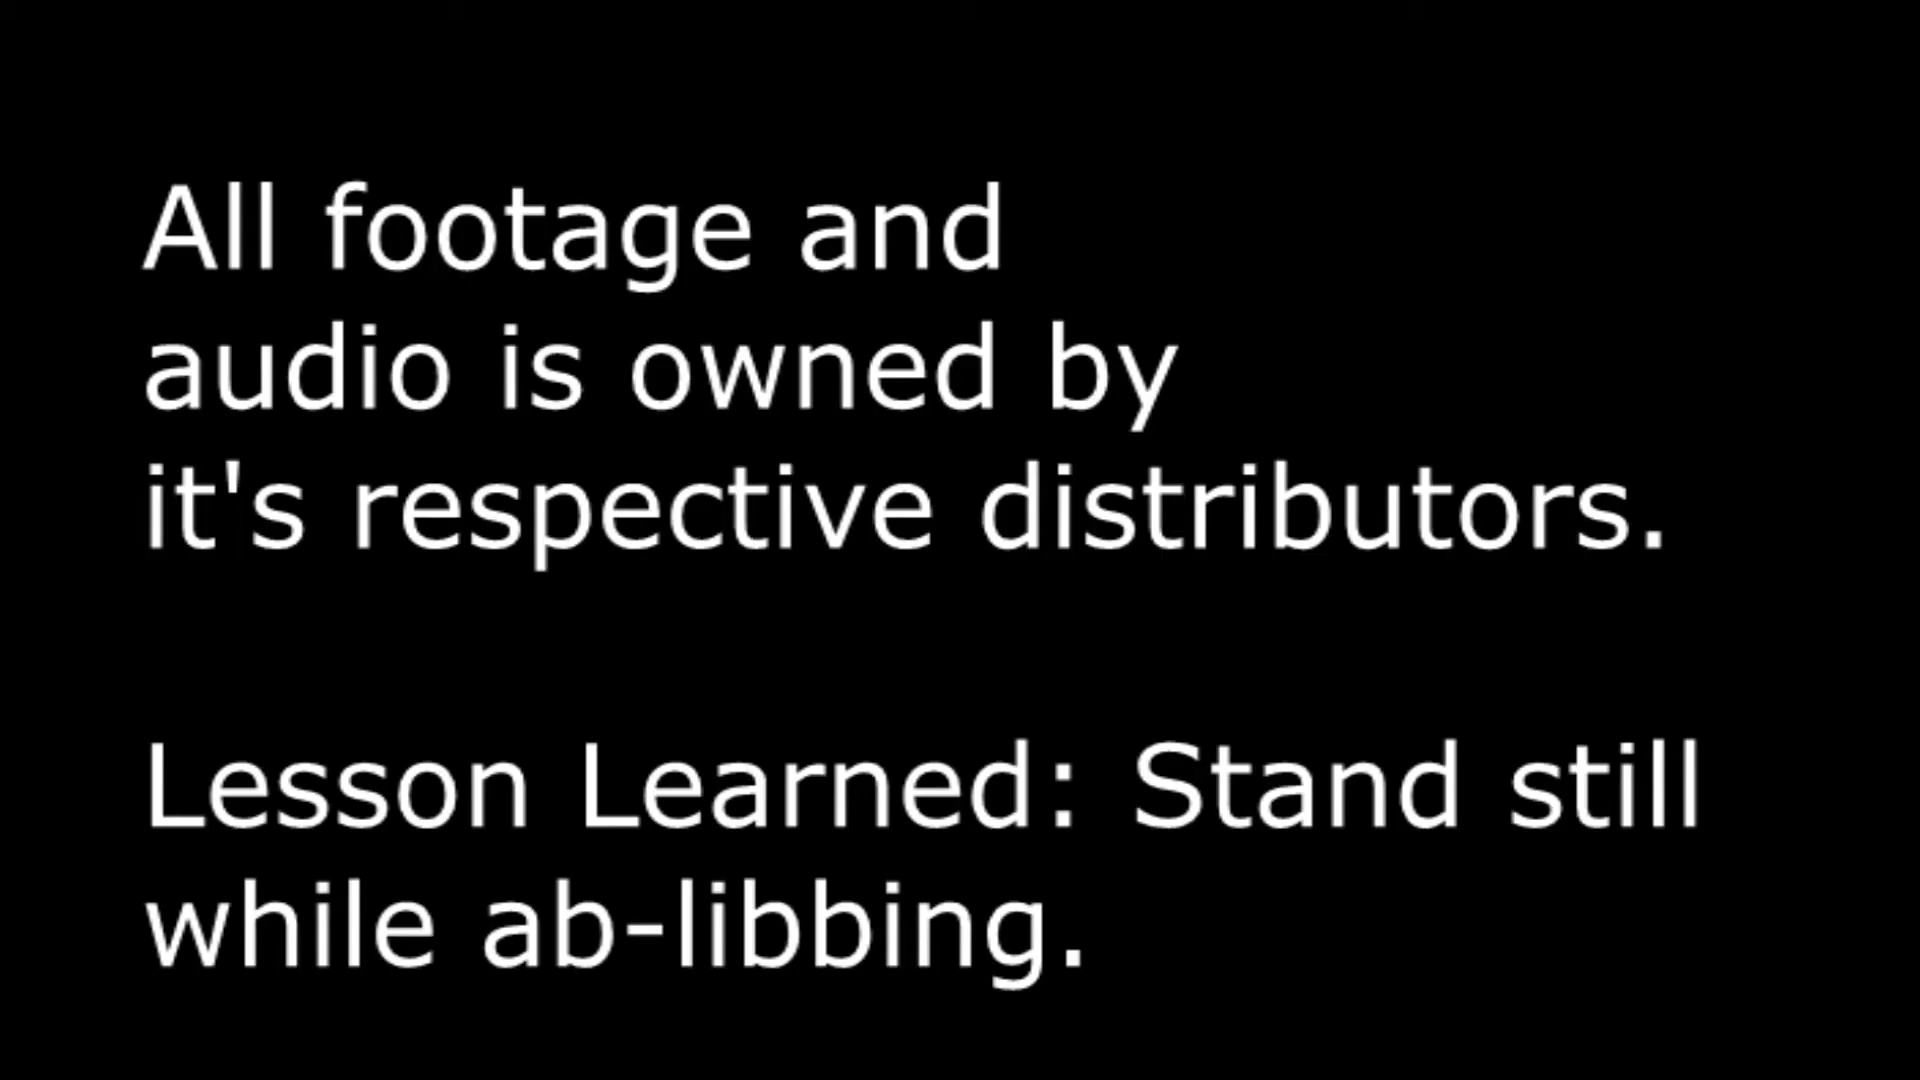 All footage and
audio is owned by
it's respective distributors.
Lesson Learned: Stand still
while ab-libbing.